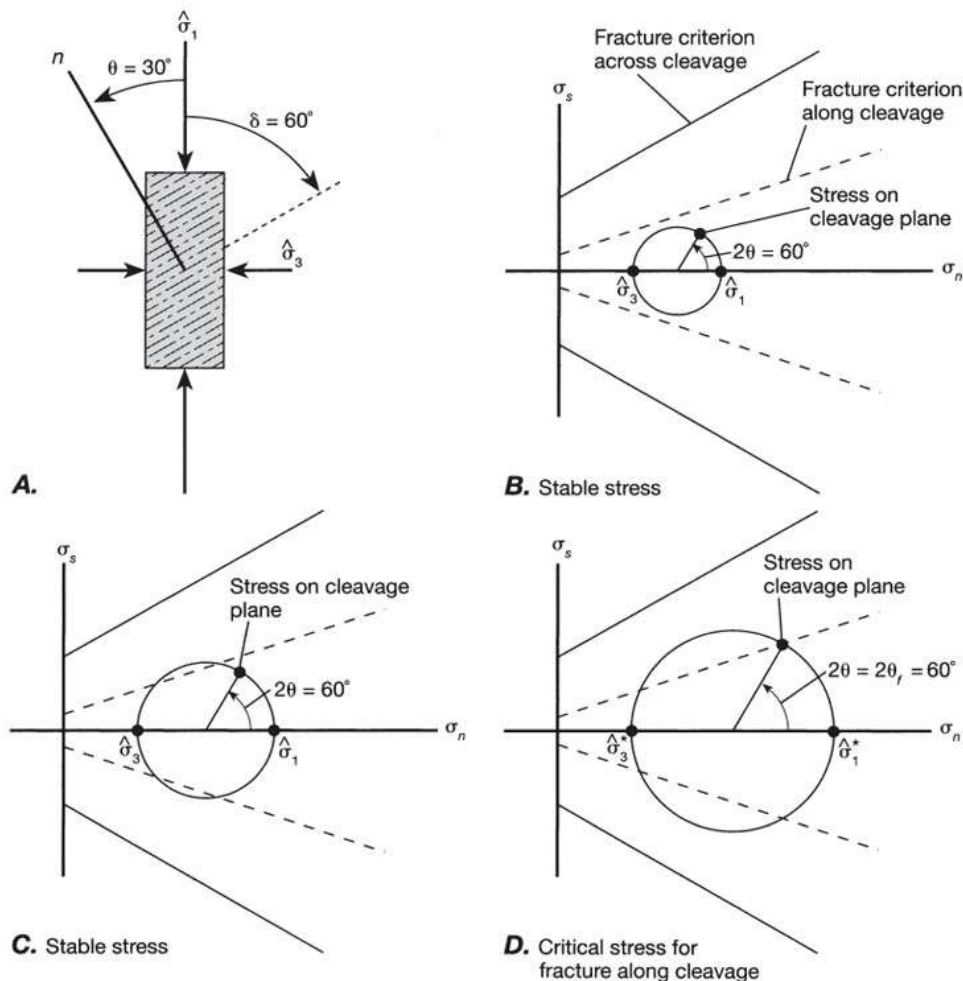 σ̂₁
n
θ = 30°
δ = 60°
σ̂₃
A.
Fracture criterion
across cleavage
σₛ
Fracture criterion
along cleavage
Stress on
cleavage plane
2θ = 60°
σ̂₃
σ̂₁
σₙ
B. Stable stress
σₛ
Stress on cleavage
plane
2θ = 60°
σ̂₃
σ̂₁
σₙ
C. Stable stress
σₛ
Stress on
cleavage plane
2θ = 2θ_f = 60°
σ̂₃*
σ̂₁*
σₙ
D. Critical stress for
fracture along cleavage